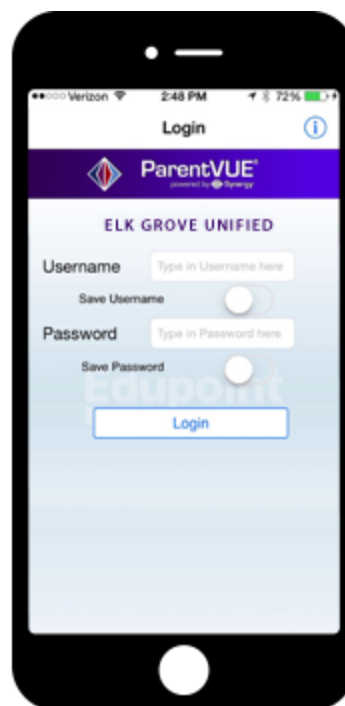 Verizon 2:48 PM 72%
Login
ParentVUE
powered by Synergy
ELK GROVE UNIFIED
Username Type in Username here
Save Username
Password Type in Password here
Save Password
Edupoint
Login